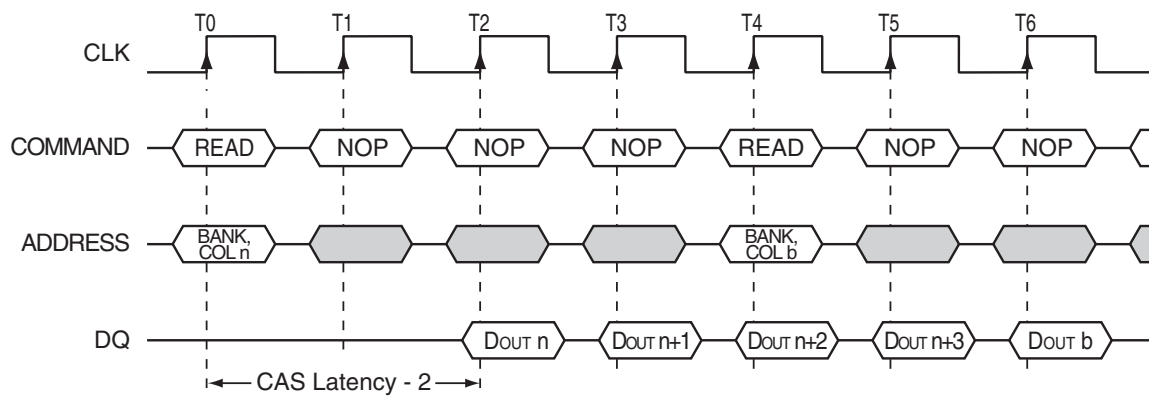 T0 T1 T2 T3 T4 T5 T6
CLK
COMMAND READ NOP NOP NOP READ NOP NOP
ADDRESS BANK, COL n BANK, COL b
DQ DOUT n DOUT n+1 DOUT n+2 DOUT n+3 DOUT b
CAS Latency - 2